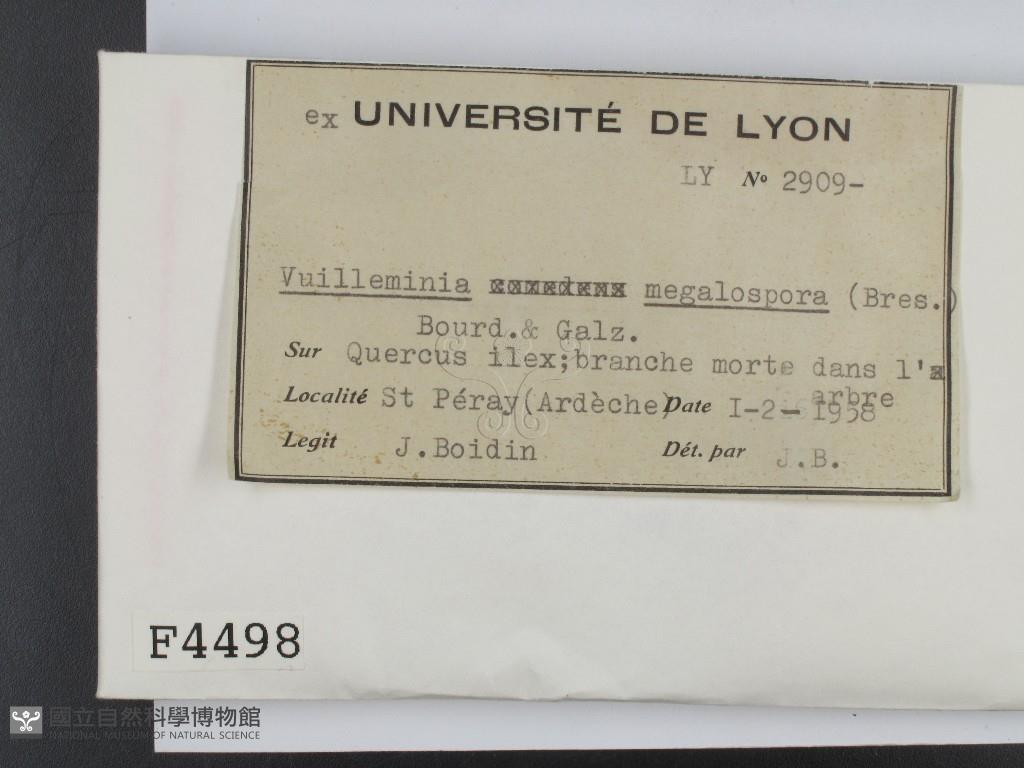 ex UNIVERSITÉ DE LYON
LY No 2909-
Vuilleminia megalospora (Bres.)
Bourd.& Galz.
Sur Quercus ilex;branche morte dans l'
arbre
Localité St Péray(Ardèche) Date I-2- 1958
Legit J.Boidin Dét. par J.B.
F4498
國立自然科學博物館
NATIONAL MUSEUM OF NATURAL SCIENCE